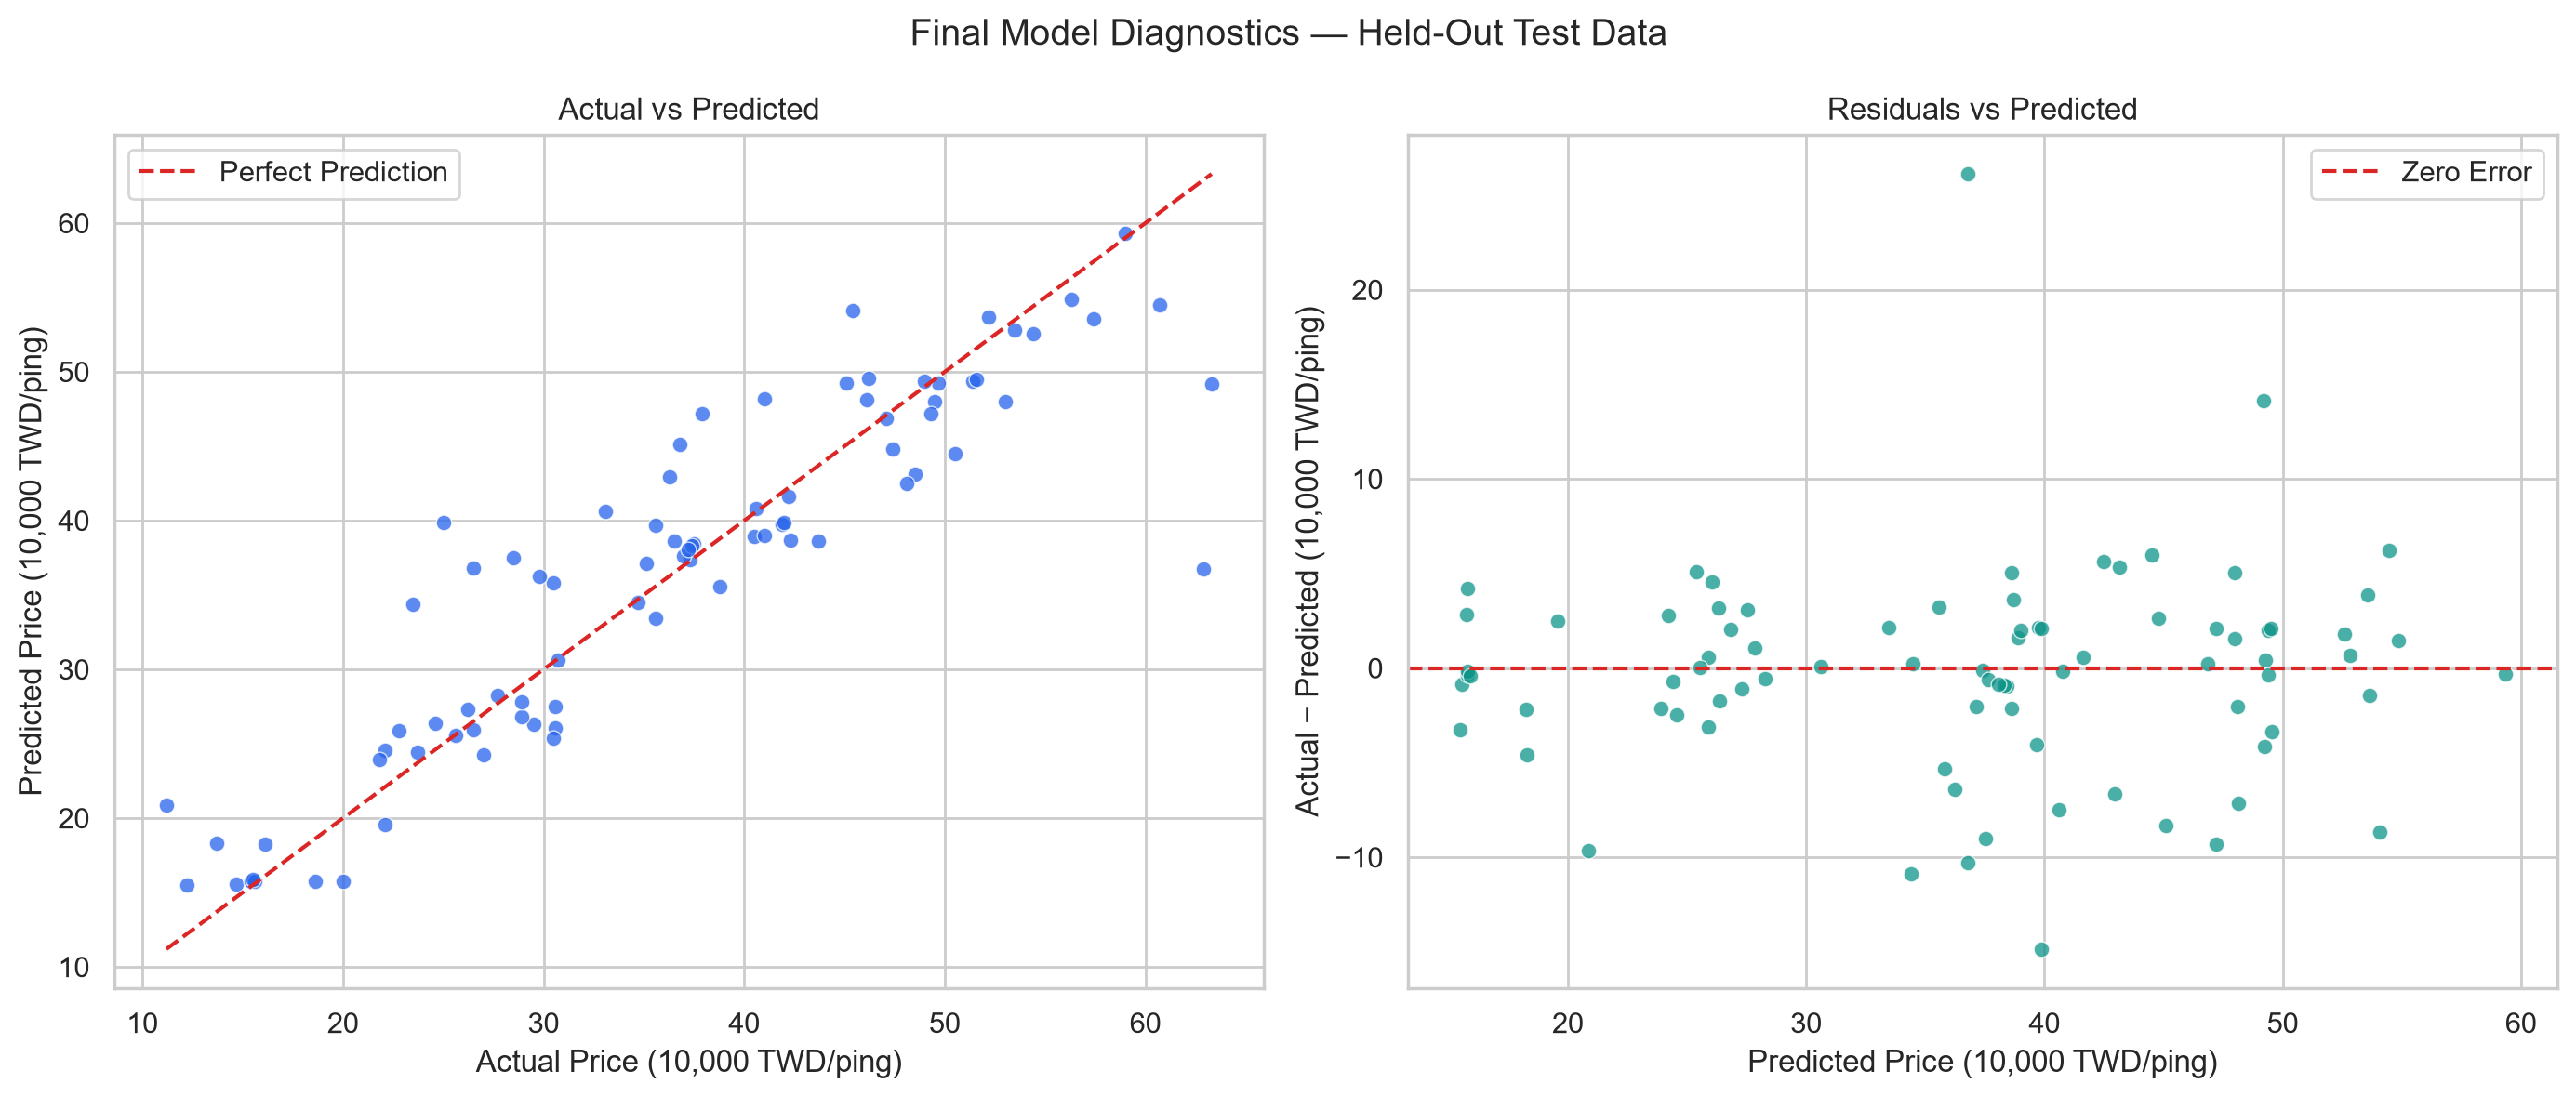 Final Model Diagnostics — Held-Out Test Data
Actual vs Predicted
Perfect Prediction
60
50
40
30
20
10
Predicted Price (10,000 TWD/ping)
10 20 30 40 50 60
Actual Price (10,000 TWD/ping)
Residuals vs Predicted
Zero Error
20
10
0
−10
Actual − Predicted (10,000 TWD/ping)
20 30 40 50 60
Predicted Price (10,000 TWD/ping)